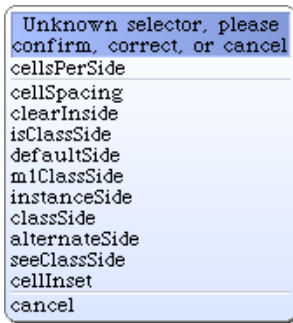 Unknown selector, please
confirm, correct, or cancel
cellsPerSide
cellSpacing
clearInside
isClassSide
defaultSide
m1ClassSide
instanceSide
classSide
alternateSide
seeClassSide
cellInset
cancel